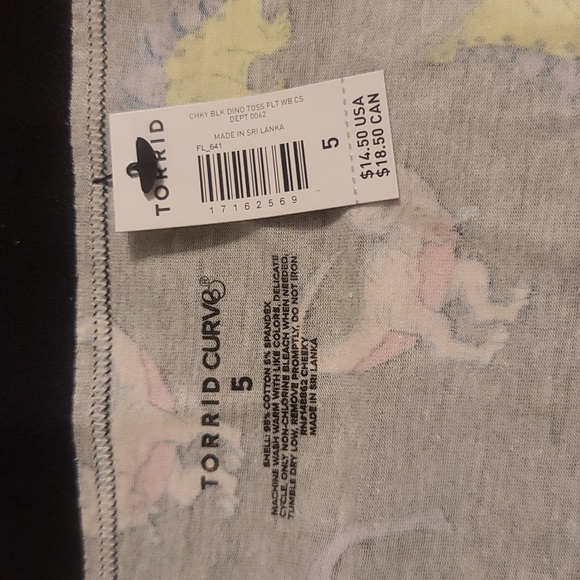 TORRID
CHKY BLK DINO TOSS FLT WB CS
DEPT 0062
MADE IN SRI LANKA
FL_641
17162569
5
$14.50 USA
$18.50 CAN
TORRID CURVE®
5
SHELL: 95% COTTON 5% SPANDEX
MACHINE WASH WARM WITH LIKE COLORS, DELICATE
CYCLE, ONLY NON-CHLORINE BLEACH WHEN NEEDED,
TUMBLE DRY LOW, REMOVE PROMPTLY, DO NOT IRON
RN#148862 CHEEKY
MADE IN SRI LANKA